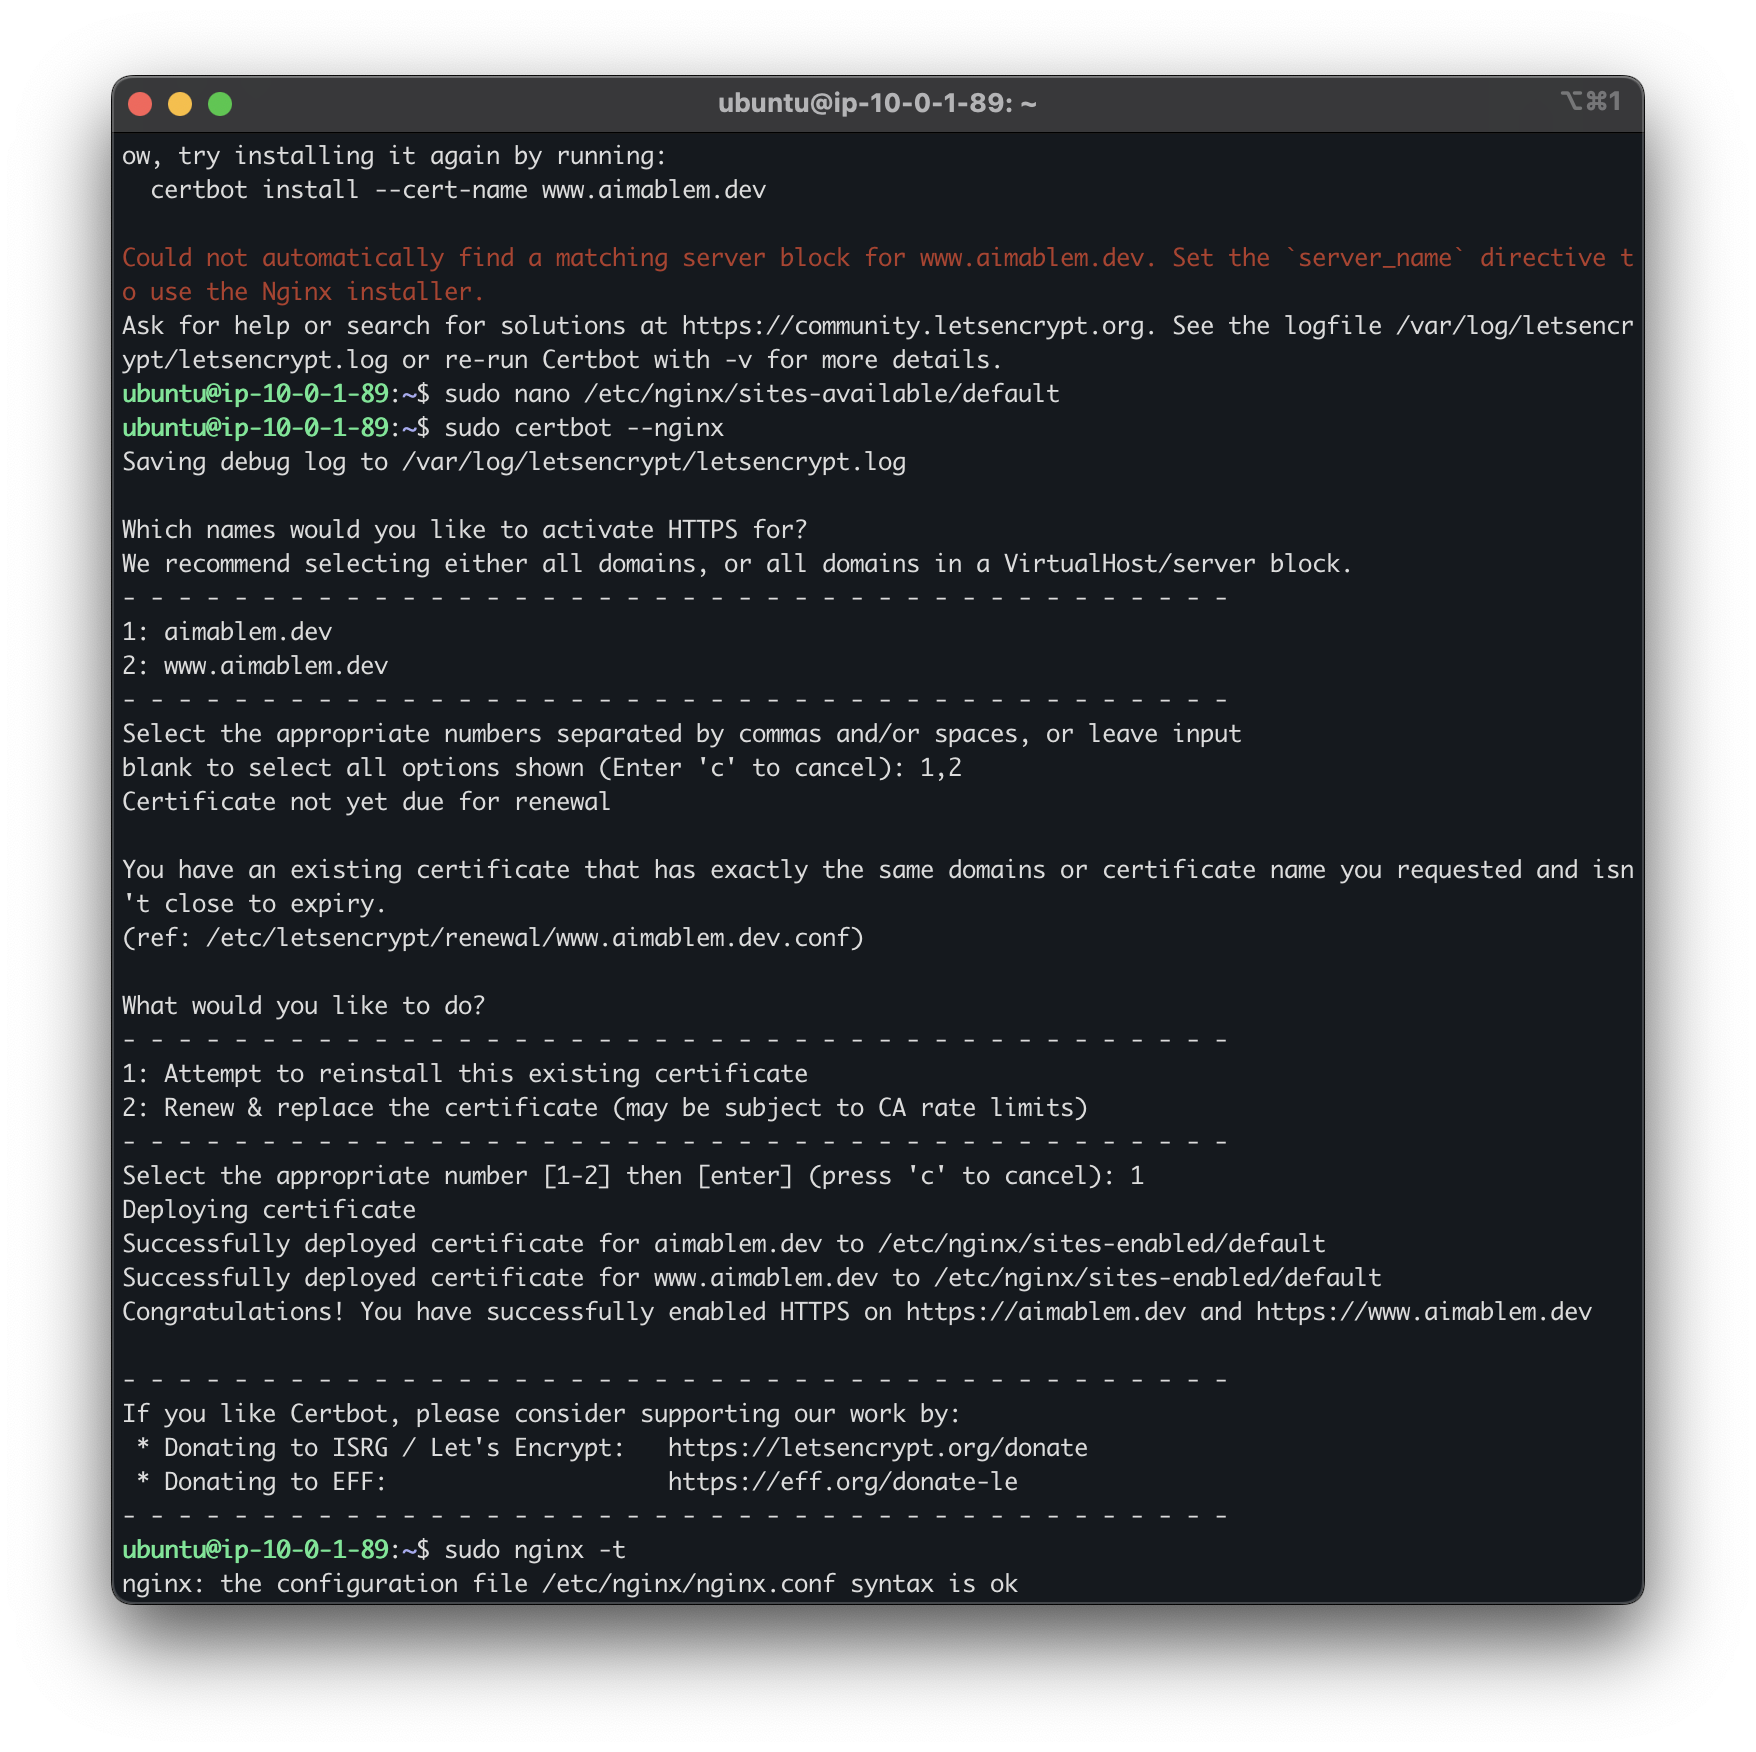 ubuntu@ip-10-0-1-89: ~
⌥⌘1
ow, try installing it again by running:
  certbot install --cert-name www.aimablem.dev

Could not automatically find a matching server block for www.aimablem.dev. Set the `server_name` directive t
o use the Nginx installer.
Ask for help or search for solutions at https://community.letsencrypt.org. See the logfile /var/log/letsencr
ypt/letsencrypt.log or re-run Certbot with -v for more details.
ubuntu@ip-10-0-1-89:~$ sudo nano /etc/nginx/sites-available/default
ubuntu@ip-10-0-1-89:~$ sudo certbot --nginx
Saving debug log to /var/log/letsencrypt/letsencrypt.log

Which names would you like to activate HTTPS for?
We recommend selecting either all domains, or all domains in a VirtualHost/server block.
- - - - - - - - - - - - - - - - - - - - - - - - - - - - - - - - - - - - - - - -
1: aimablem.dev
2: www.aimablem.dev
- - - - - - - - - - - - - - - - - - - - - - - - - - - - - - - - - - - - - - - -
Select the appropriate numbers separated by commas and/or spaces, or leave input
blank to select all options shown (Enter 'c' to cancel): 1,2
Certificate not yet due for renewal

You have an existing certificate that has exactly the same domains or certificate name you requested and isn
't close to expiry.
(ref: /etc/letsencrypt/renewal/www.aimablem.dev.conf)

What would you like to do?
- - - - - - - - - - - - - - - - - - - - - - - - - - - - - - - - - - - - - - - -
1: Attempt to reinstall this existing certificate
2: Renew & replace the certificate (may be subject to CA rate limits)
- - - - - - - - - - - - - - - - - - - - - - - - - - - - - - - - - - - - - - - -
Select the appropriate number [1-2] then [enter] (press 'c' to cancel): 1
Deploying certificate
Successfully deployed certificate for aimablem.dev to /etc/nginx/sites-enabled/default
Successfully deployed certificate for www.aimablem.dev to /etc/nginx/sites-enabled/default
Congratulations! You have successfully enabled HTTPS on https://aimablem.dev and https://www.aimablem.dev

- - - - - - - - - - - - - - - - - - - - - - - - - - - - - - - - - - - - - - - -
If you like Certbot, please consider supporting our work by:
 * Donating to ISRG / Let's Encrypt:   https://letsencrypt.org/donate
 * Donating to EFF:                    https://eff.org/donate-le
- - - - - - - - - - - - - - - - - - - - - - - - - - - - - - - - - - - - - - - -
ubuntu@ip-10-0-1-89:~$ sudo nginx -t
nginx: the configuration file /etc/nginx/nginx.conf syntax is ok